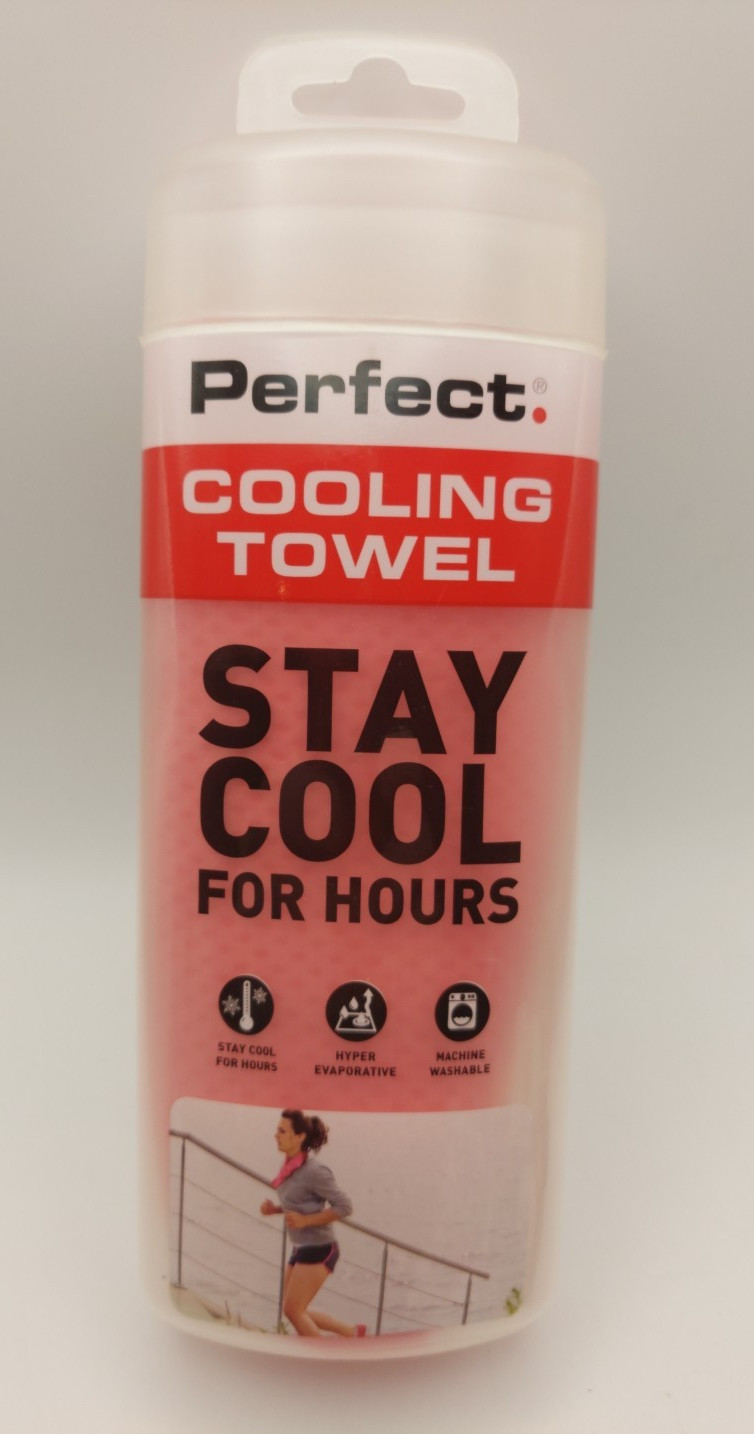 Perfect.®
COOLING
TOWEL
STAY
COOL
FOR HOURS
STAY COOL
FOR HOURS
HYPER
EVAPORATIVE
MACHINE
WASHABLE